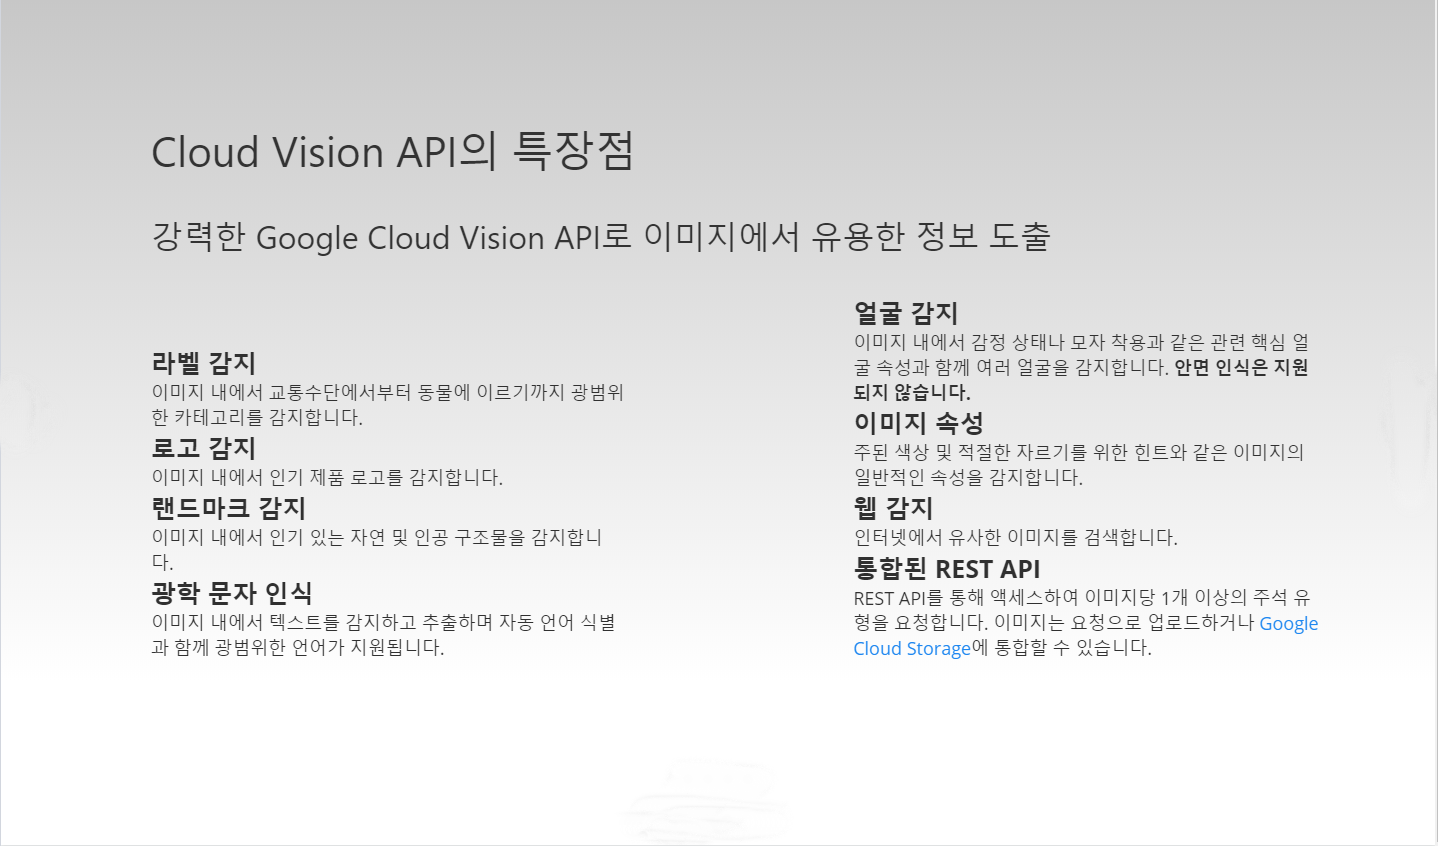 Cloud Vision API의 특장점
강력한 Google Cloud Vision API로 이미지에서 유용한 정보 도출
라벨 감지
이미지 내에서 교통수단에서부터 동물에 이르기까지 광범위
한 카테고리를 감지합니다.
로고 감지
이미지 내에서 인기 제품 로고를 감지합니다.
랜드마크 감지
이미지 내에서 인기 있는 자연 및 인공 구조물을 감지합니
다.
광학 문자 인식
이미지 내에서 텍스트를 감지하고 추출하며 자동 언어 식별
과 함께 광범위한 언어가 지원됩니다.
얼굴 감지
이미지 내에서 감정 상태나 모자 착용과 같은 관련 핵심 얼
굴 속성과 함께 여러 얼굴을 감지합니다. 안면 인식은 지원
되지 않습니다.
이미지 속성
주된 색상 및 적절한 자르기를 위한 힌트와 같은 이미지의
일반적인 속성을 감지합니다.
웹 감지
인터넷에서 유사한 이미지를 검색합니다.
통합된 REST API
REST API를 통해 액세스하여 이미지당 1개 이상의 주석 유
형을 요청합니다. 이미지는 요청으로 업로드하거나 Google
Cloud Storage에 통합할 수 있습니다.